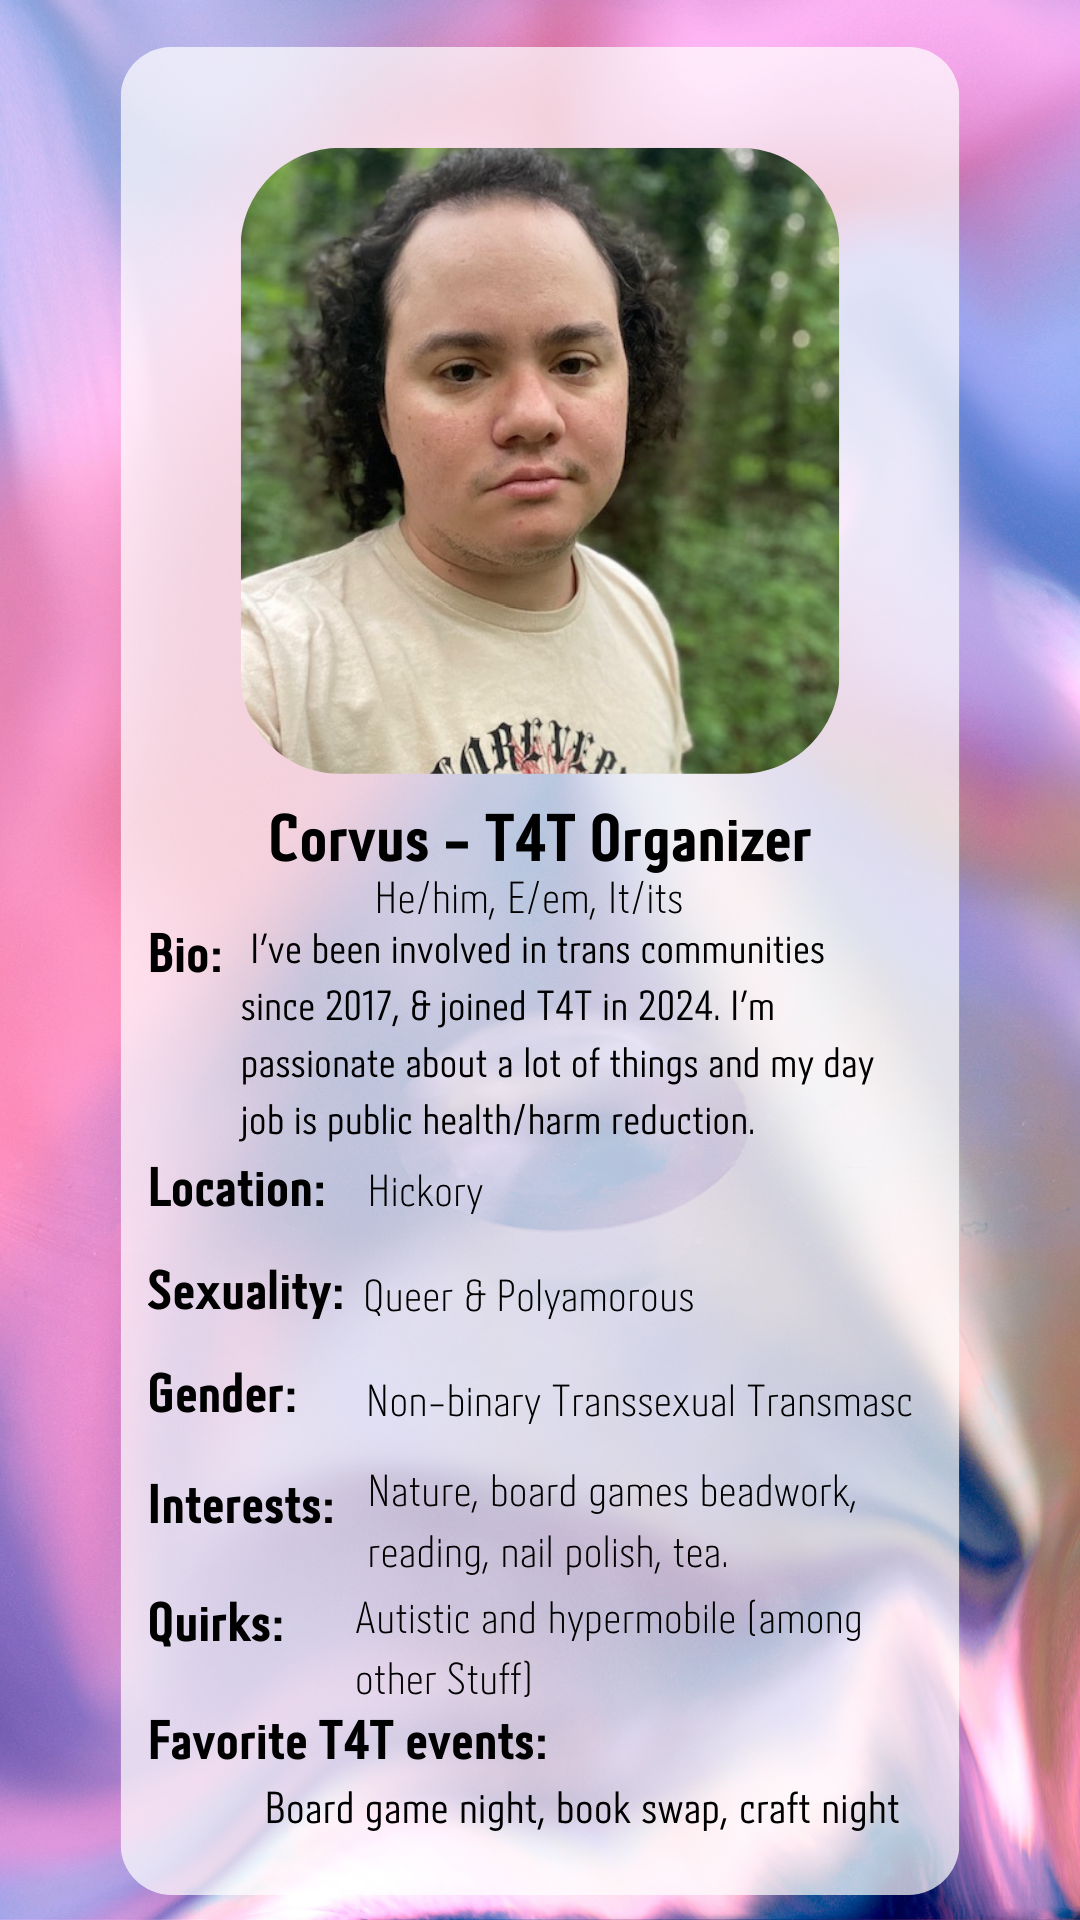 FOREVER
Corvus - T4T Organizer
He/him, E/em, It/its
Bio: I've been involved in trans communities
since 2017, & joined T4T in 2024. I'm
passionate about a lot of things and my day
job is public health/harm reduction.
Location: Hickory
Sexuality: Queer & Polyamorous
Gender: Non-binary Transsexual Transmasc
Interests: Nature, board games beadwork,
reading, nail polish, tea.
Quirks: Autistic and hypermobile (among
other Stuff)
Favorite T4T events:
Board game night, book swap, craft night